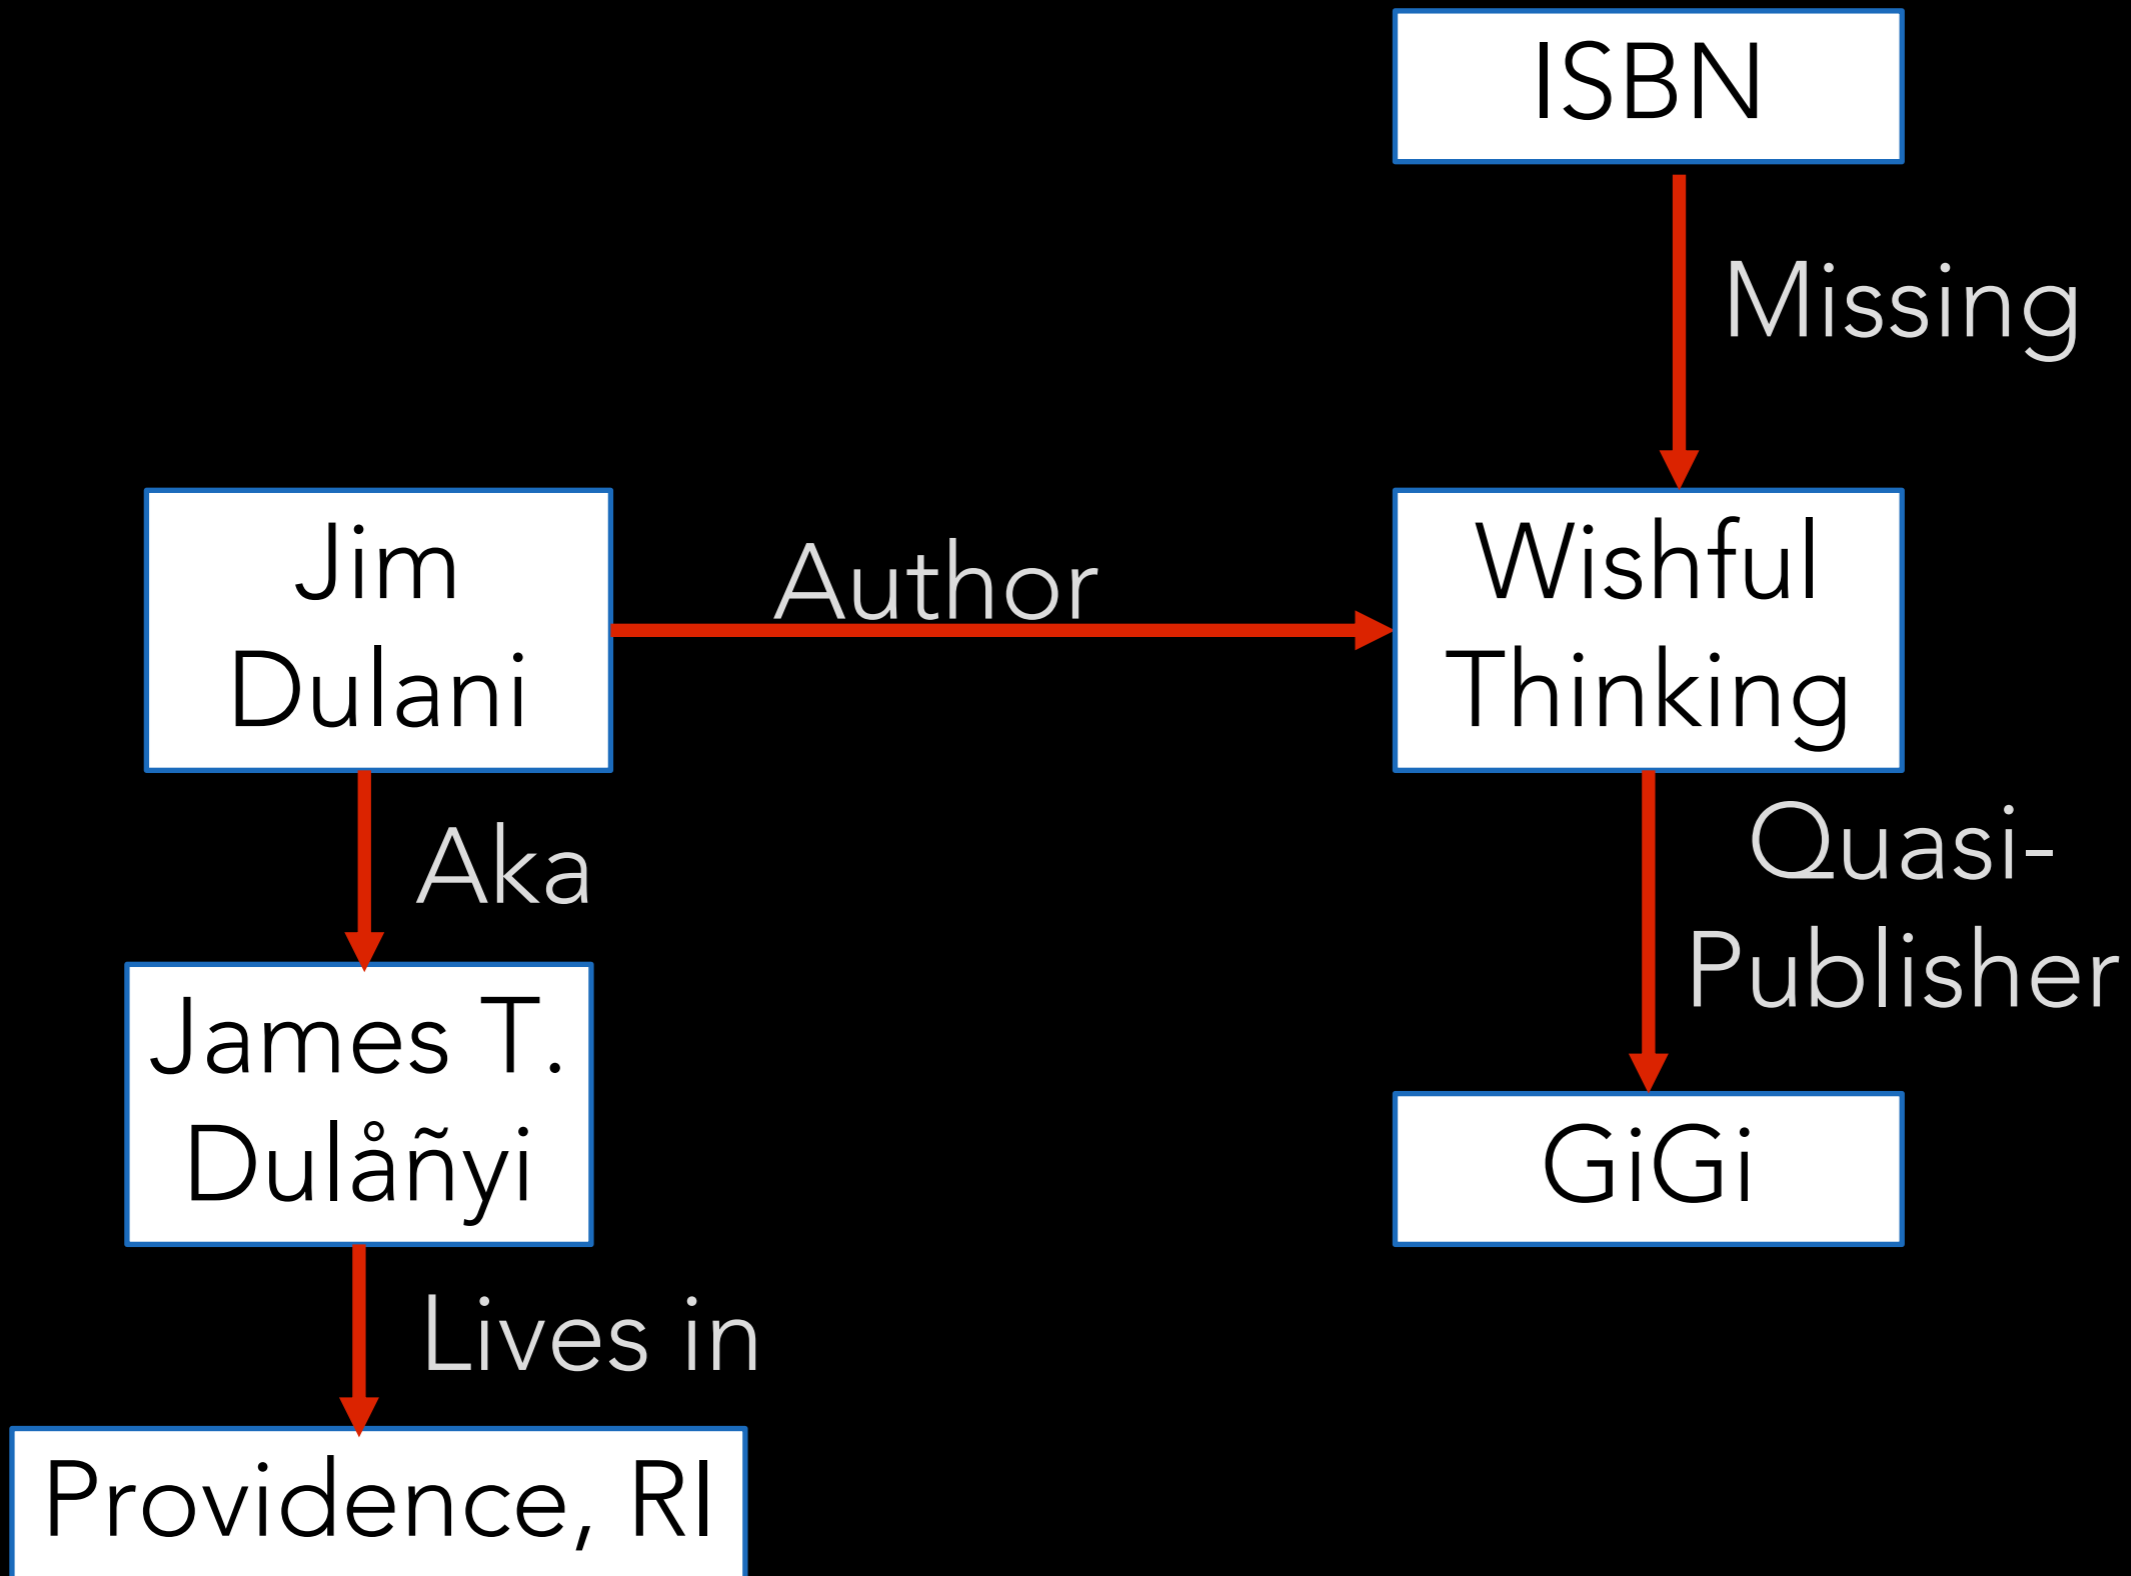 ISBN
Missing
Jim
Dulani
Author
Wishful
Thinking
Aka
Quasi-
Publisher
James T.
Dulåñyi
GiGi
Lives in
Providence, RI